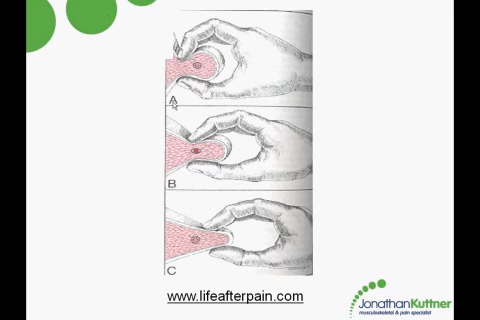 A
B
C
www.lifeafterpain.com
JonathanKuttner
musculoskeletal & pain specialist